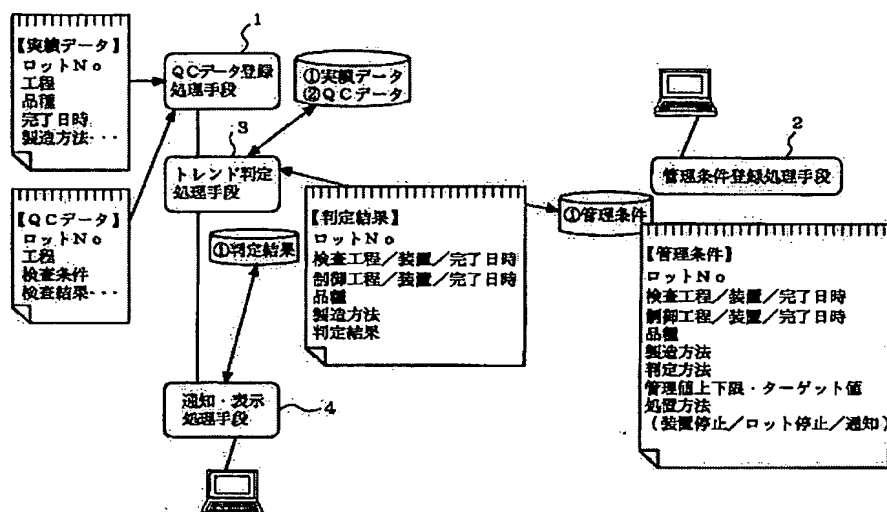 【実績データ】
ロットNo
工程
品種
完了日時
製造方法・・・
1
QCデータ登録
処理手段
①実績データ
②QCデータ
3
トレンド判定
処理手段
2
管理条件登録処理手段
【QCデータ】
ロットNo
工程
検査条件
検査結果・・・
①判定結果
【判定結果】
ロットNo
検査工程／装置／完了日時
制御工程／装置／完了日時
品種
製造方法
判定結果
①管理条件
【管理条件】
ロットNo
検査工程／装置／完了日時
制御工程／装置／完了日時
品種
製造方法
判定方法
管理値上下限・ターゲット値
処置方法
(装置停止／ロット停止／通知)
通知・表示
処理手段
4